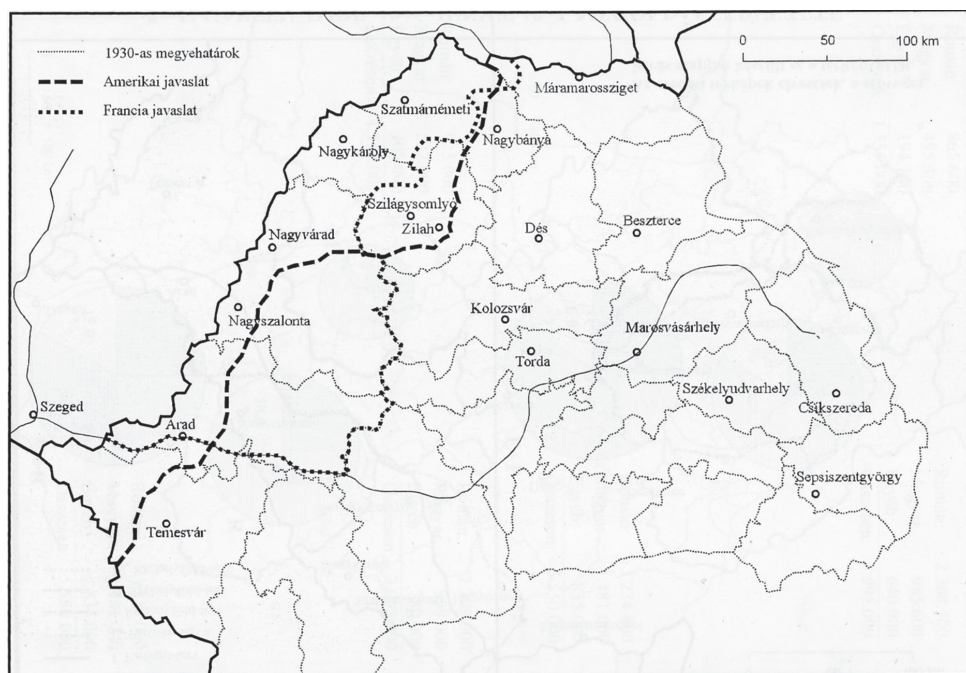 1930-as megyehatárok
Amerikai javaslat
Francia javaslat
0 50 100 km
Máramarossziget
Szatmárnémeti
Nagybánya
Nagykároly
Szilágysomlyó
Zilah
Nagyvárad
Dés
Beszterce
Nagyszalonta
Kolozsvár
Torda
Marosvásárhely
Székelyudvarhely
Csíkszereda
Szeged
Arad
Sepsiszentgyörgy
Temesvár